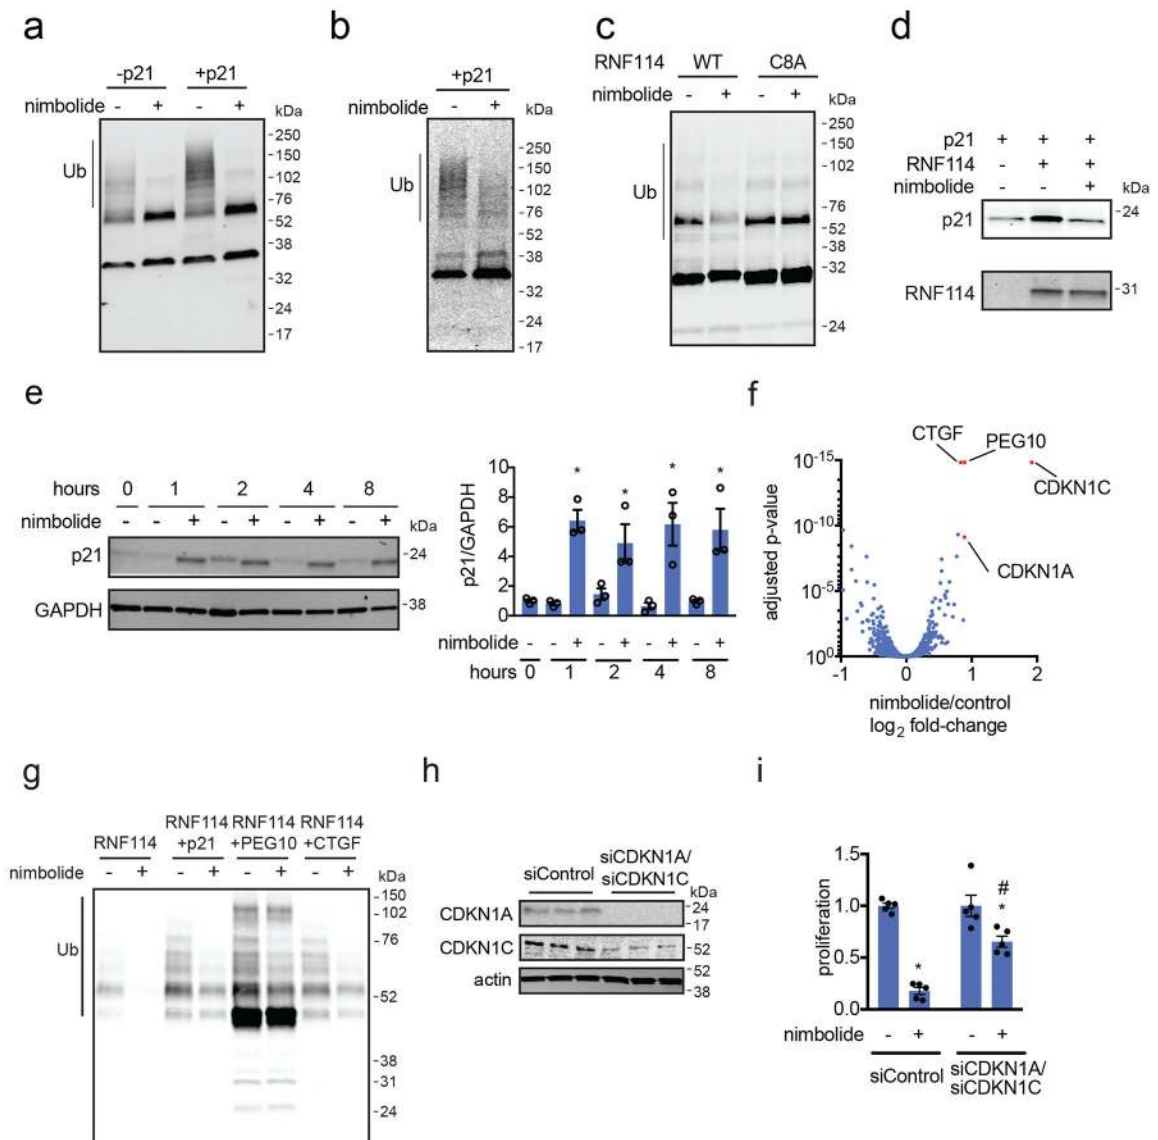 a
-p21 +p21
nimbolide - + - + kDa
Ub
-250
-150
-102
-76
-52
-38
-32
-24
-17
b
+p21
nimbolide - + kDa
Ub
-250
-150
-102
-76
-52
-38
-32
-24
-17
c
RNF114 WT C8A
nimbolide - + - + kDa
Ub
-250
-150
-102
-76
-52
-38
-32
-24
d
p21 + + +
RNF114 - + +
nimbolide - - + kDa
p21 -24
RNF114 -31
e
hours 0 1 2 4 8
nimbolide - - + - + - + - + kDa
p21 -24
GAPDH -38
p21/GAPDH
10
8
6
4
2
0
* * * *
nimbolide - - + - + - + - +
hours 0 1 2 4 8
f
CTGF PEG10
CDKN1C
CDKN1A
adjusted p-value
10-15
10-10
10-5
100
-1 0 1 2
nimbolide/control
log2 fold-change
g
RNF114 RNF114 RNF114
RNF114 +p21 +PEG10 +CTGF
nimbolide - + - + - + - + kDa
Ub
-150
-102
-76
-52
-38
-31
-24
h
siCDKN1A/
siControl siCDKN1C
kDa
CDKN1A -24
-17
CDKN1C -52
actin -52
-38
i
proliferation
1.5
1.0
0.5
0.0
*
#
*
nimbolide - + - +
siControl siCDKN1A/
siCDKN1C